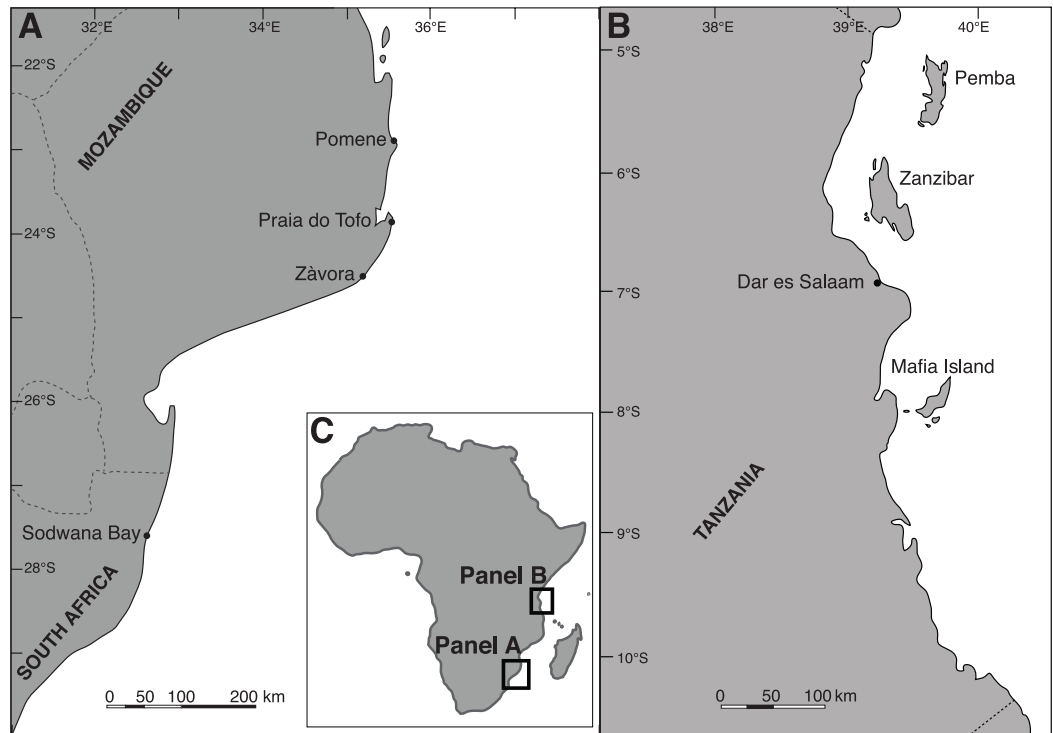 A
32°E
34°E
36°E
22°S
MOZAMBIQUE
Pomene
Praia do Tofo
24°S
Zàvora
26°S
Sodwana Bay
28°S
SOUTH AFRICA
0 50 100 200 km
C
Panel B
Panel A
B
38°E
39°E
40°E
5°S
Pemba
6°S
Zanzibar
Dar es Salaam
7°S
Mafia Island
8°S
TANZANIA
9°S
10°S
0 50 100 km